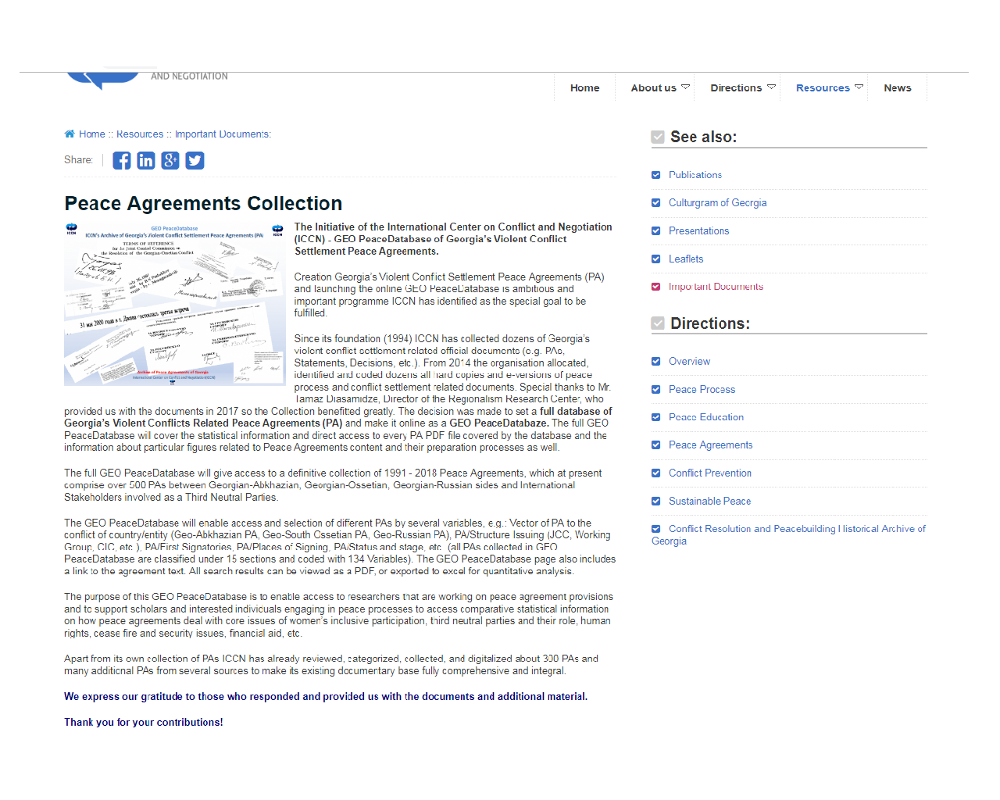 AND NEGOTIATION
Home
About us
Directions
Resources
News
Home :: Resources :: Important Documents:
Share:
Peace Agreements Collection
GEO PeaceDatabase
ICCN's Archive of Georgia's Violent Conflict Settlement Peace Agreements (PA)
ICCN
ICCN
TERMS OF REFERENCE
for the Joint Control Commission on
the Resolution of the Georgian-Ossetian Conflict
31 мая 2000 года в г. Джава состоялась третья встреча
Archive of Peace Agreements of Georgia
International Center on Conflict and Negotiation (ICCN)
The Initiative of the International Center on Conflict and Negotiation
(ICCN) - GEO PeaceDatabase of Georgia's Violent Conflict
Settlement Peace Agreements.
Creation Georgia's Violent Conflict Settlement Peace Agreements (PA)
and launching the online GEO PeaceDatabase is ambitious and
important programme ICCN has identified as the special goal to be
fulfilled.
Since its foundation (1994) ICCN has collected dozens of Georgia's
violent conflict settlement related official documents (e.g. PAs,
Statements, Decisions, etc.). From 2014 the organisation allocated,
identified and coded dozens all hard copies and e-versions of peace
process and conflict settlement related documents. Special thanks to Mr.
Tamaz Diasamidze, Director of the Regionalism Research Center, who
provided us with the documents in 2017 so the Collection benefitted greatly. The decision was made to set a full database of
Georgia's Violent Conflicts Related Peace Agreements (PA) and make it online as a GEO PeaceDatabaze. The full GEO
PeaceDatabase will cover the statistical information and direct access to every PA PDF file covered by the database and the
information about particular figures related to Peace Agreements content and their preparation processes as well.
The full GEO PeaceDatabase will give access to a definitive collection of 1991 - 2018 Peace Agreements, which at present
comprise over 500 PAs between Georgian-Abkhazian, Georgian-Ossetian, Georgian-Russian sides and International
Stakeholders involved as a Third Neutral Parties.
The GEO PeaceDatabase will enable access and selection of different PAs by several variables, e.g.: Vector of PA to the
conflict of country/entity (Geo-Abkhazian PA, Geo-South Ossetian PA, Geo-Russian PA), PA/Structure Issuing (JCC, Working
Group, CIC, etc.), PA/First Signatories, PA/Places of Signing, PA/Status and stage, etc. (all PAs collected in GEO
PeaceDatabase are classified under 15 sections and coded with 134 Variables). The GEO PeaceDatabase page also includes
a link to the agreement text. All search results can be viewed as a PDF, or exported to excel for quantitative analysis.
The purpose of this GEO PeaceDatabase is to enable access to researchers that are working on peace agreement provisions
and to support scholars and interested individuals engaging in peace processes to access comparative statistical information
on how peace agreements deal with core issues of women's inclusive participation, third neutral parties and their role, human
rights, cease fire and security issues, financial aid, etc.
Apart from its own collection of PAs ICCN has already reviewed, categorized, collected, and digitalized about 300 PAs and
many additional PAs from several sources to make its existing documentary base fully comprehensive and integral.
We express our gratitude to those who responded and provided us with the documents and additional material.
Thank you for your contributions!
See also:
Publications
Culturgram of Georgia
Presentations
Leaflets
Important Documents
Directions:
Overview
Peace Process
Peace Education
Peace Agreements
Conflict Prevention
Sustainable Peace
Conflict Resolution and Peacebuilding Historical Archive of
Georgia